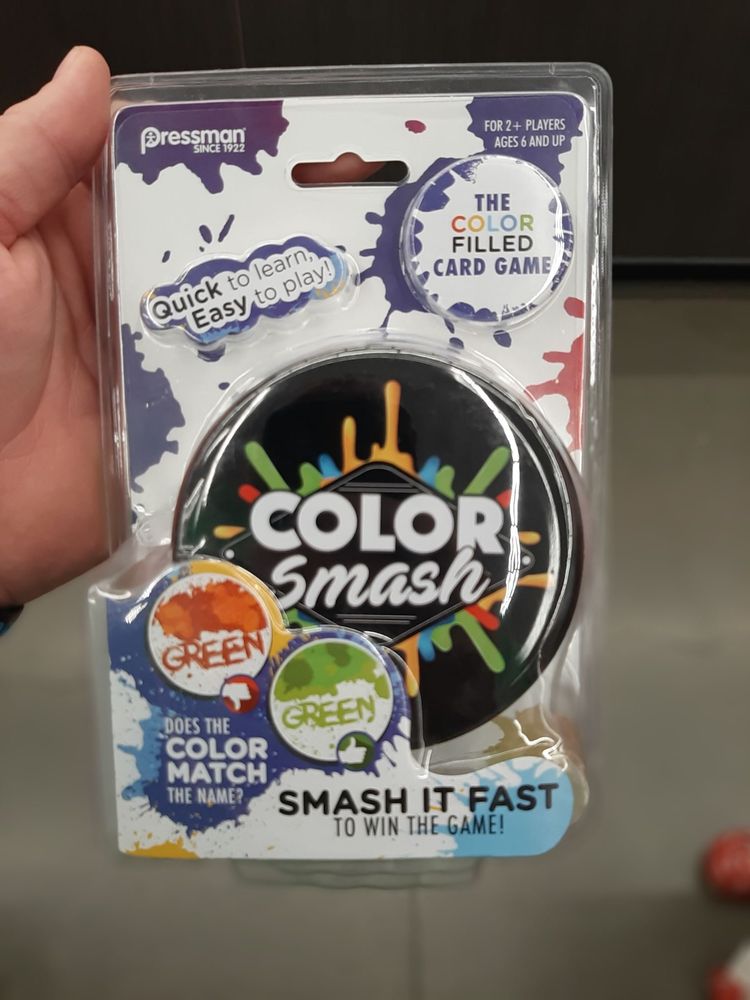 Pressman
SINCE 1922
FOR 2+ PLAYERS
AGES 6 AND UP
THE
COLOR
FILLED
CARD GAME
Quick to learn,
Easy to play!
COLOR
Smash
GREEN
GREEN
DOES THE
COLOR
MATCH
THE NAME?
SMASH IT FAST
TO WIN THE GAME!